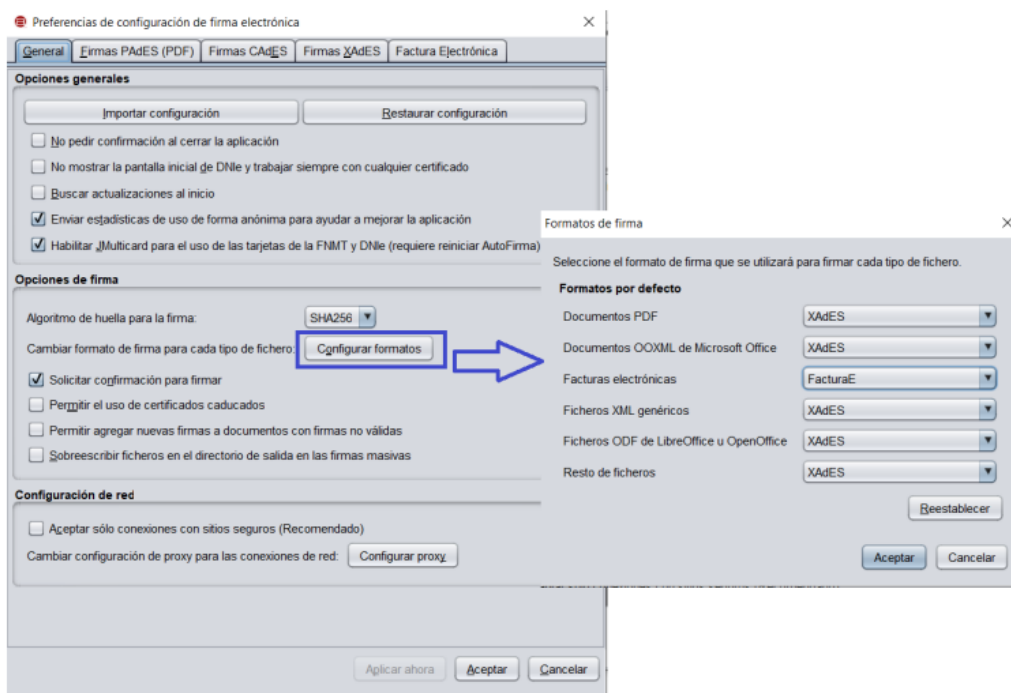 Preferencias de configuración de firma electrónica
General
Firmas PAdES (PDF)
Firmas CAdES
Firmas XAdES
Factura Electrónica
Opciones generales
Importar configuración
Restaurar configuración
No pedir confirmación al cerrar la aplicación
No mostrar la pantalla inicial de DNIe y trabajar siempre con cualquier certificado
Buscar actualizaciones al inicio
Enviar estadísticas de uso de forma anónima para ayudar a mejorar la aplicación
Habilitar JMulticard para el uso de las tarjetas de la FNMT y DNIe (requiere reiniciar AutoFirma)
Opciones de firma
Algoritmo de huella para la firma:
SHA256
Cambiar formato de firma para cada tipo de fichero:
Configurar formatos
Solicitar confirmación para firmar
Permitir el uso de certificados caducados
Permitir agregar nuevas firmas a documentos con firmas no válidas
Sobreescribir ficheros en el directorio de salida en las firmas masivas
Configuración de red
Aceptar sólo conexiones con sitios seguros (Recomendado)
Cambiar configuración de proxy para las conexiones de red:
Configurar proxy
Aplicar ahora
Aceptar
Cancelar
Formatos de firma
Seleccione el formato de firma que se utilizará para firmar cada tipo de fichero.
Formatos por defecto
Documentos PDF
XAdES
Documentos OOXML de Microsoft Office
XAdES
Facturas electrónicas
FacturaE
Ficheros XML genéricos
XAdES
Ficheros ODF de LibreOffice u OpenOffice
XAdES
Resto de ficheros
XAdES
Reestablecer
Aceptar
Cancelar